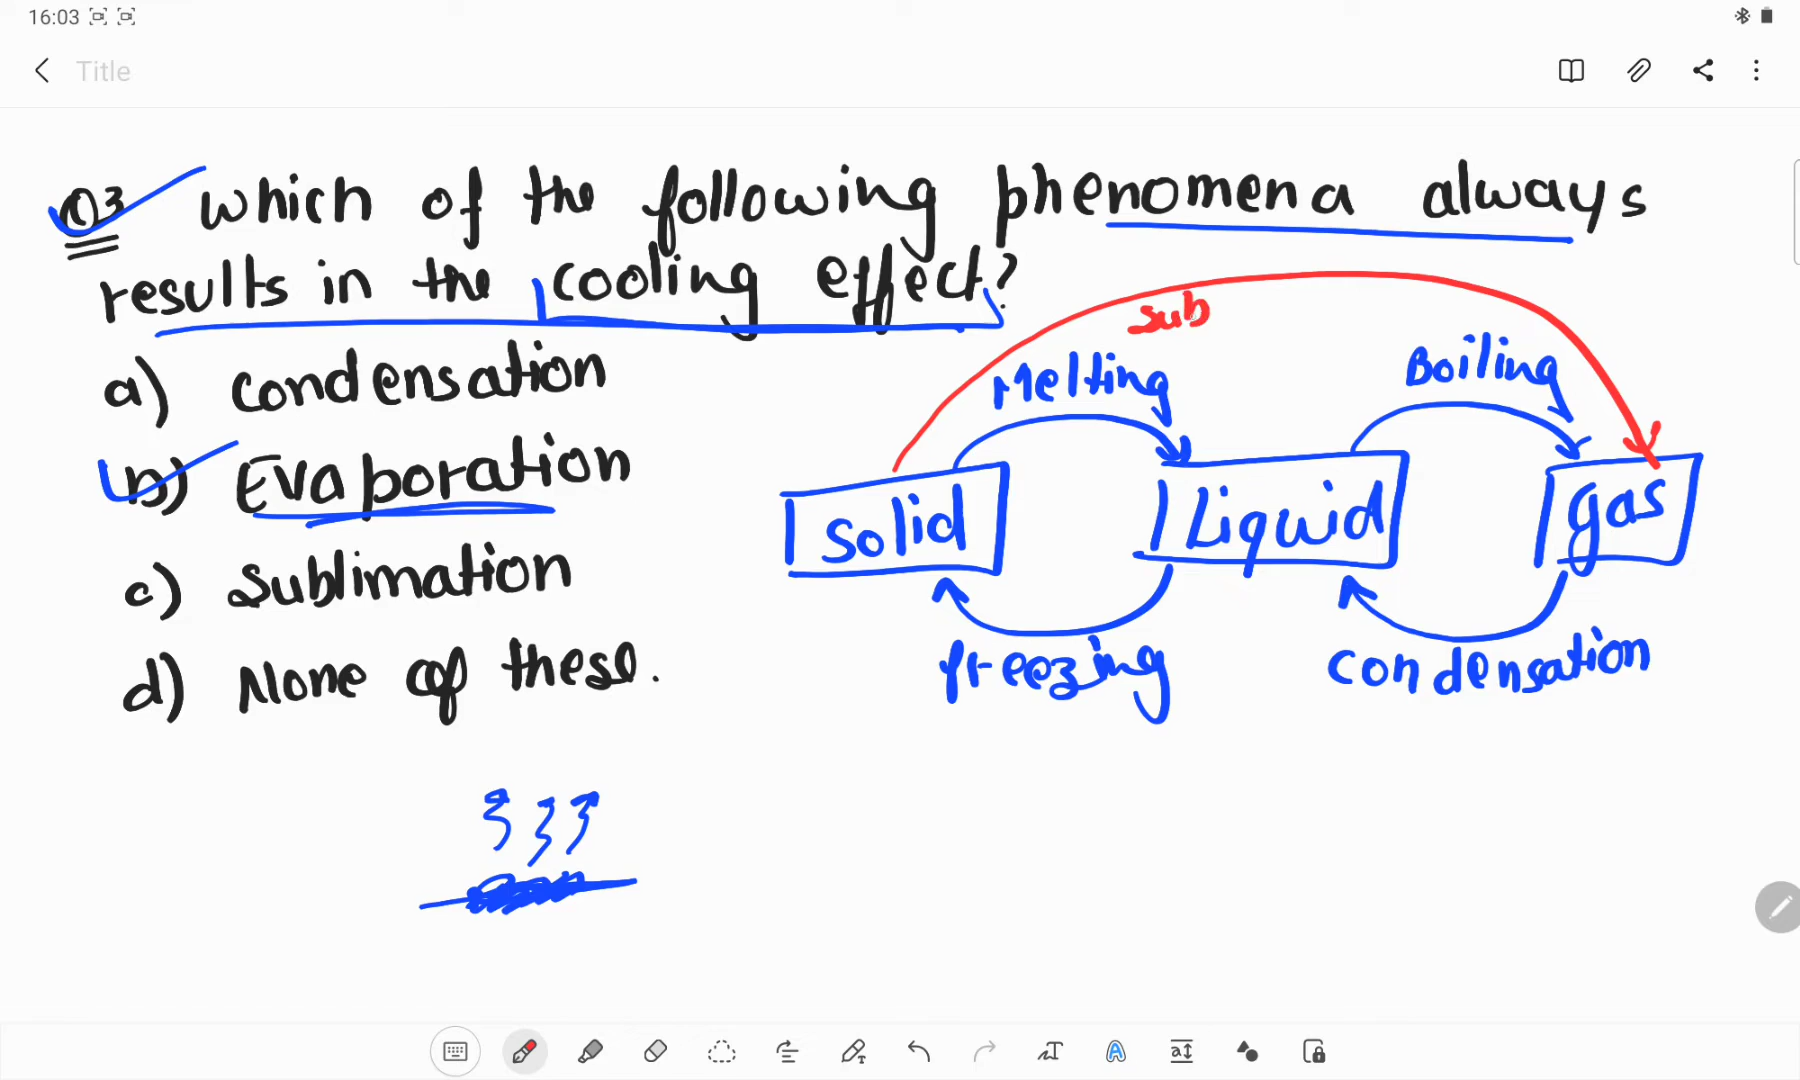 16:03
Title
Q3 which of the following phenomena always
results in the cooling effect?
a) condensation
b) Evaporation
c) Sublimation
d) None of these.
sub
Melting
Boiling
solid
Liquid
gas
freezing
condensation